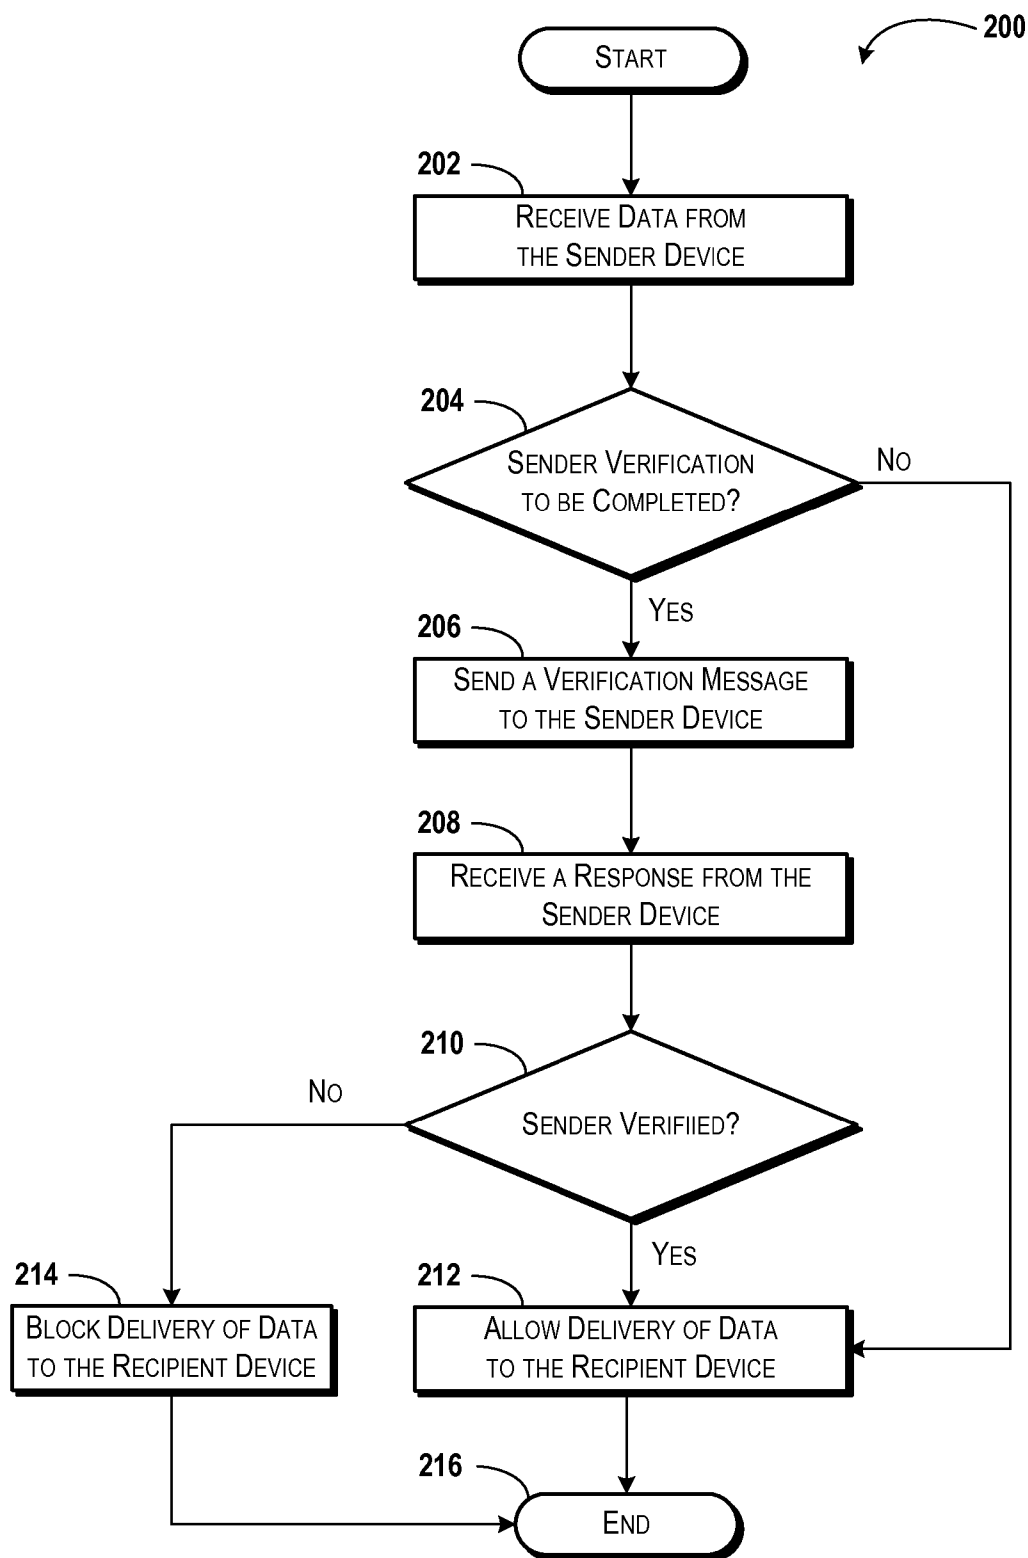 200
START
202
RECEIVE DATA FROM
THE SENDER DEVICE
204
SENDER VERIFICATION
TO BE COMPLETED?
NO
YES
206
SEND A VERIFICATION MESSAGE
TO THE SENDER DEVICE
208
RECEIVE A RESPONSE FROM THE
SENDER DEVICE
210
NO
SENDER VERIFIIED?
YES
214
BLOCK DELIVERY OF DATA
TO THE RECIPIENT DEVICE
212
ALLOW DELIVERY OF DATA
TO THE RECIPIENT DEVICE
216
END